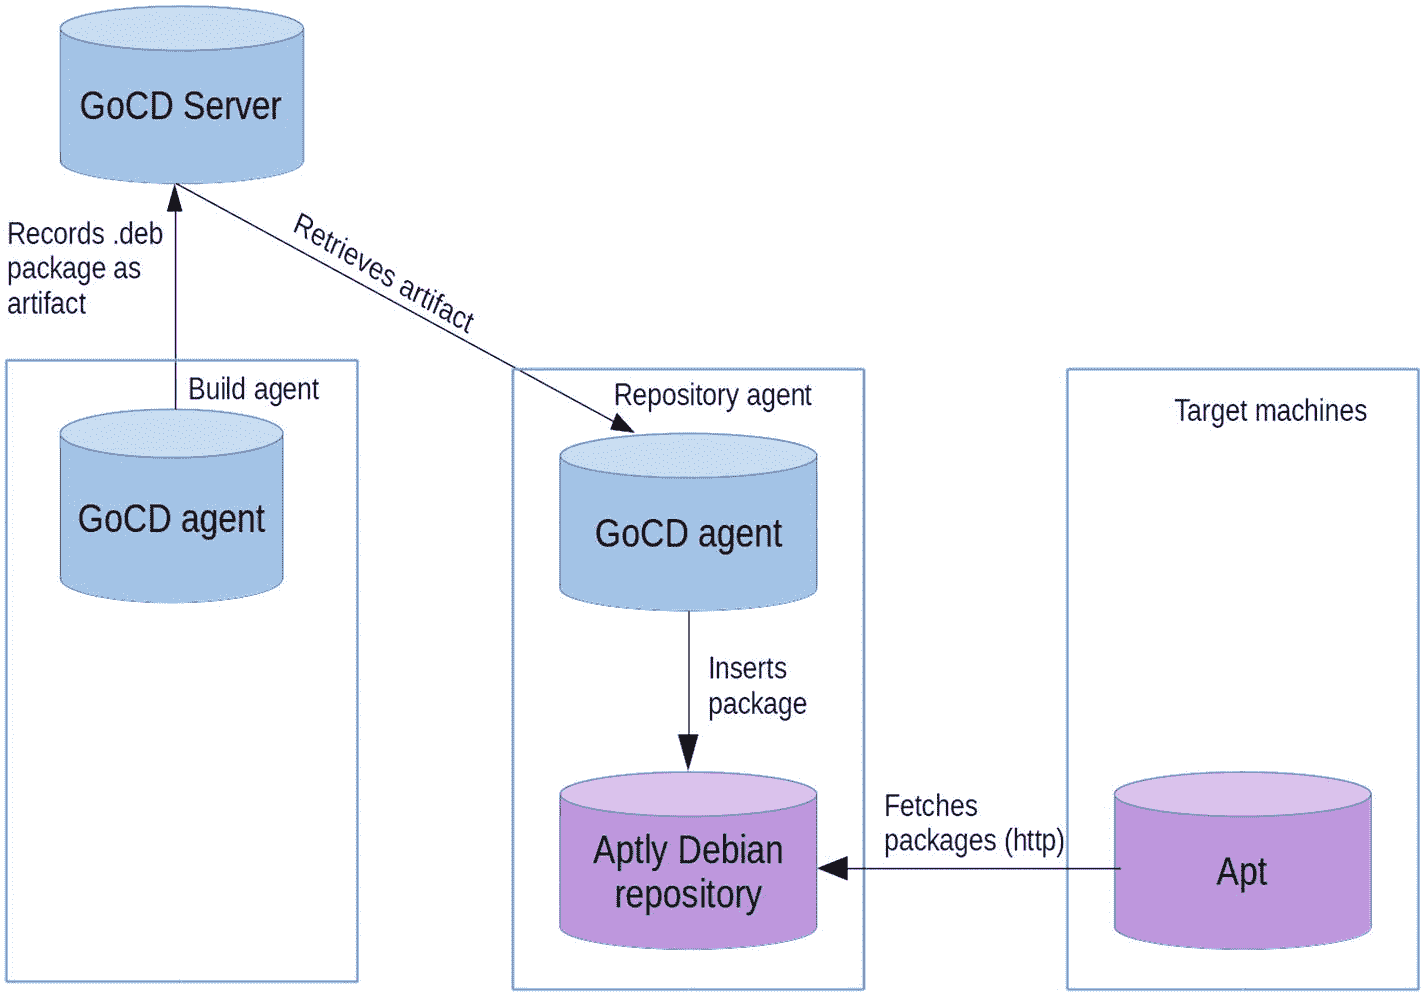 GoCD Server
Records .deb
package as
artifact
Retrieves artifact
Build agent
GoCD agent
Repository agent
GoCD agent
Inserts
package
Aptly Debian
repository
Fetches
packages (http)
Target machines
Apt